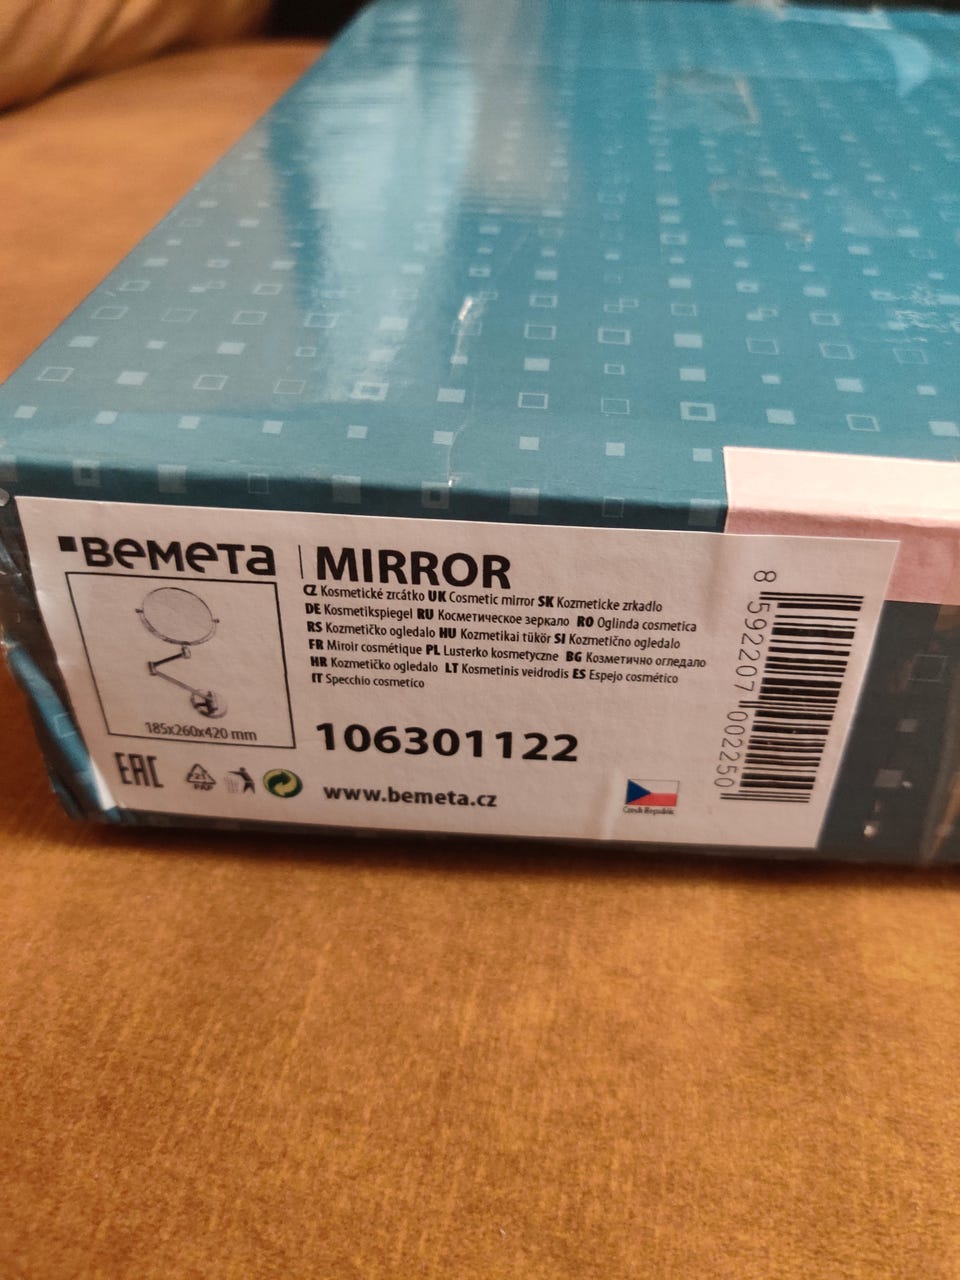 BEMETA | MIRROR
CZ Kosmetické zrcátko UK Cosmetic mirror SK Kozmeticke zrkadlo
DE Kosmetikspiegel RU Косметическое зеркало RO Oglinda cosmetica
RS Kozmetičko ogledalo HU Kozmetikai tükör SI Kozmetično ogledalo
FR Miroir cosmétique PL Lusterko kosmetyczne BG Козметично огледало
HR Kozmetičko ogledalo LT Kosmetinis veidrodis ES Espejo cosmético
IT Specchio cosmetico
185x260x420 mm
106301122
EAC
21
PAP
www.bemeta.cz
Czech Republic
8 592207 002250